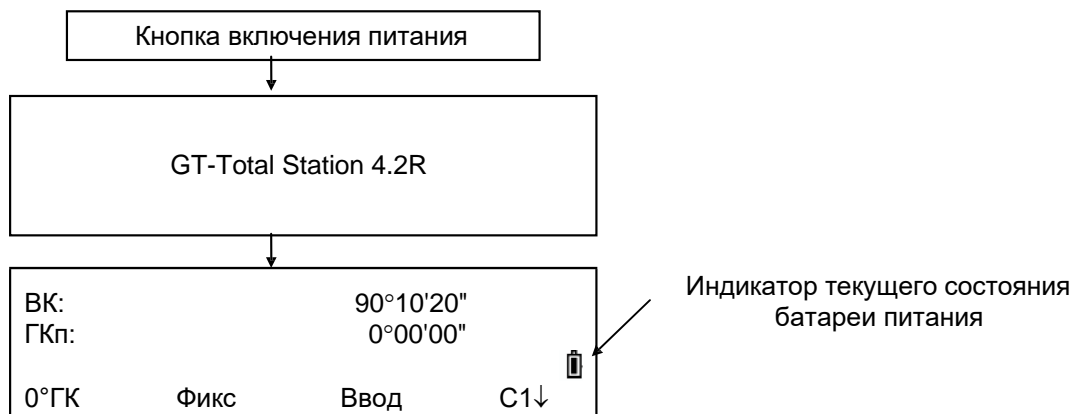 Кнопка включения питания
GT-Total Station 4.2R
ВК: 90°10'20"
ГКп: 0°00'00"
Индикатор текущего состояния
батареи питания
0°ГК Фикс Ввод С1↓